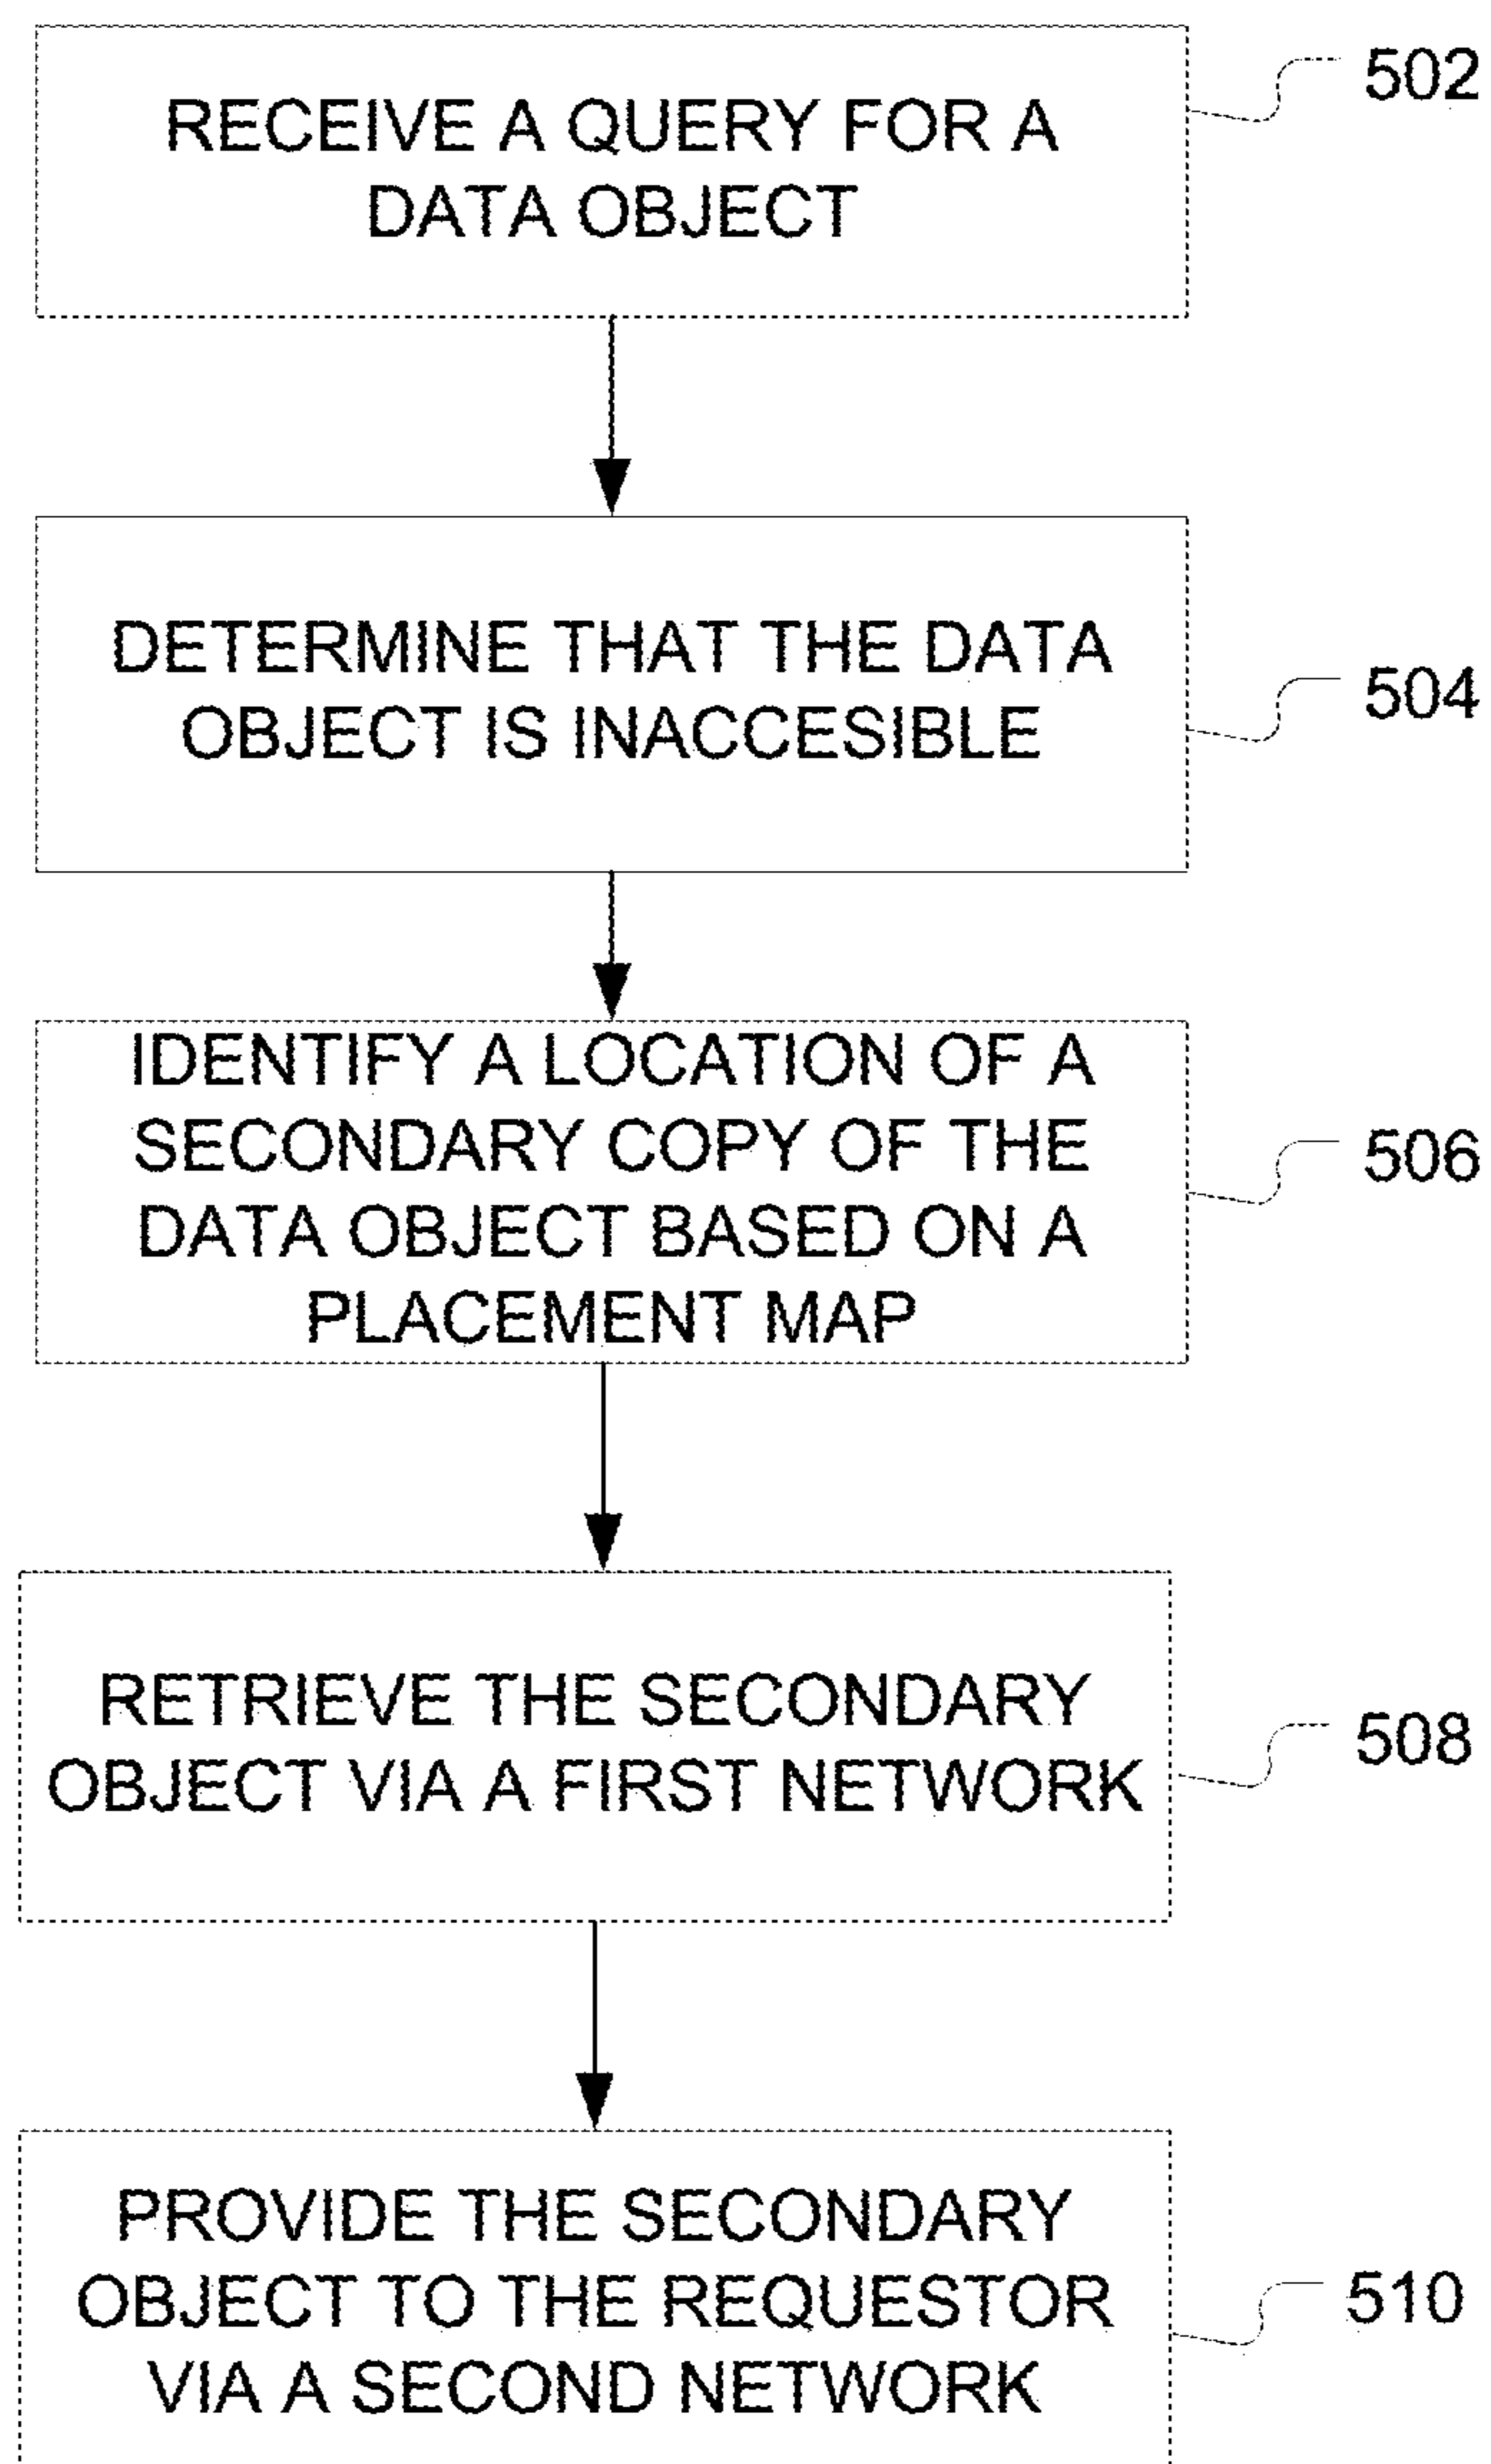 RECEIVE A QUERY FOR A
DATA OBJECT
502
DETERMINE THAT THE DATA
OBJECT IS INACCESIBLE
504
IDENTIFY A LOCATION OF A
SECONDARY COPY OF THE
DATA OBJECT BASED ON A
PLACEMENT MAP
506
RETRIEVE THE SECONDARY
OBJECT VIA A FIRST NETWORK
508
PROVIDE THE SECONDARY
OBJECT TO THE REQUESTOR
VIA A SECOND NETWORK
510